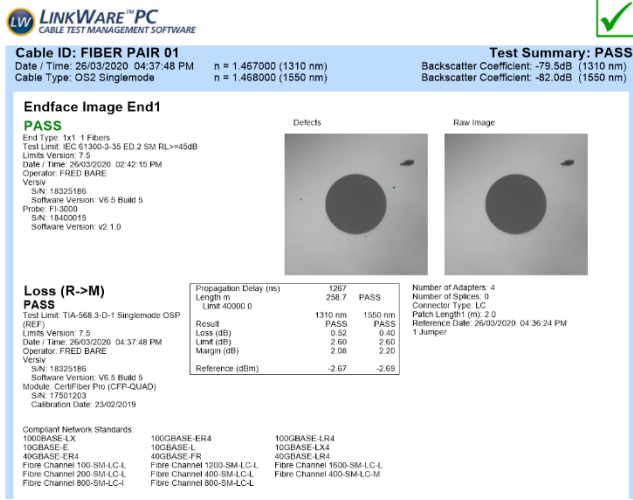 LW LINKWARE™PC
CABLE TEST MANAGEMENT SOFTWARE
Cable ID: FIBER PAIR 01
Test Summary: PASS
Date / Time: 26/03/2020 04:37:48 PM n = 1.467000 (1310 nm) Backscatter Coefficient: -79.5dB (1310 nm)
Cable Type: OS2 Singlemode n = 1.468000 (1550 nm) Backscatter Coefficient: -82.0dB (1550 nm)
Endface Image End1
PASS
End Type: 1x1 1 Fibers
Test Limit: IEC 61300-3-35 ED.2 SM RL>=45dB
Limits Version: 7.5
Date / Time: 26/03/2020 02:42:15 PM
Operator: FRED BARE
Versiv
S/N: 18325186
Software Version: V6.5 Build 5
Probe: FI-3000
S/N: 18400015
Software Version: v2.1.0
Defects
Raw Image
Loss (R->M)
PASS
Test Limit: TIA-568.3-D-1 Singlemode OSP
(REF)
Limits Version: 7.5
Date / Time: 26/03/2020 04:37:48 PM
Operator: FRED BARE
Versiv
S/N: 18325186
Software Version: V6.5 Build 5
Module: CertiFiber Pro (CFP-QUAD)
S/N: 17501203
Calibration Date: 23/02/2019
Propagation Delay (ns) 1267
Length m 258.7 PASS
Limit 40000.0
1310 nm 1550 nm
Result PASS PASS
Loss (dB) 0.52 0.40
Limit (dB) 2.60 2.60
Margin (dB) 2.08 2.20
Reference (dBm) -2.67 -2.69
Number of Adapters: 4
Number of Splices: 0
Connector Type: LC
Patch Length1 (m): 2.0
Reference Date: 26/03/2020 04:36:24 PM
1 Jumper
Compliant Network Standards:
1000BASE-LX 100GBASE-ER4 100GBASE-LR4
10GBASE-E 10GBASE-L 10GBASE-LX4
40GBASE-ER4 40GBASE-FR 40GBASE-LR4
Fibre Channel 100-SM-LC-L Fibre Channel 1200-SM-LC-L Fibre Channel 1600-SM-LC-L
Fibre Channel 200-SM-LC-L Fibre Channel 400-SM-LC-L Fibre Channel 400-SM-LC-M
Fibre Channel 800-SM-LC-I Fibre Channel 800-SM-LC-L